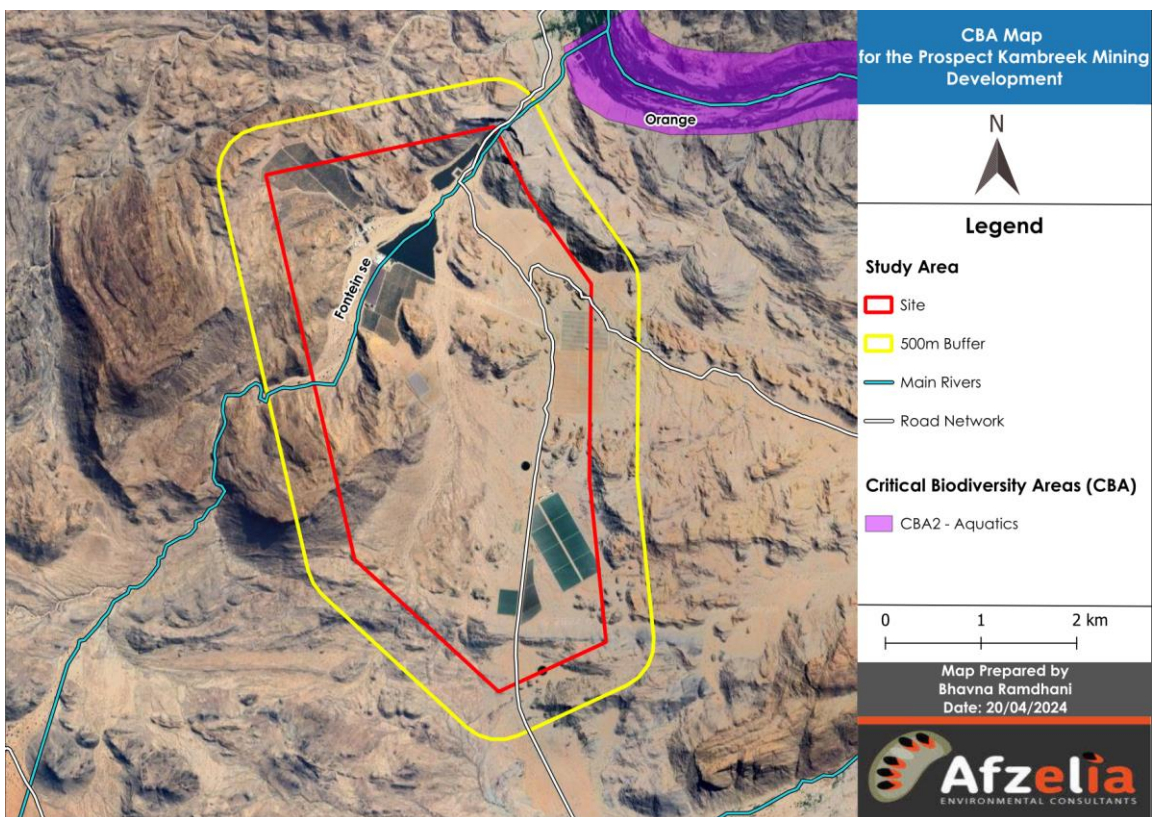 CBA Map
for the Prospect Kambreek Mining
Development
N
Legend
Study Area
Site
500m Buffer
Main Rivers
Road Network
Critical Biodiversity Areas (CBA)
CBA2 - Aquatics
0 1 2 km
Map Prepared by
Bhavna Ramdhani
Date: 20/04/2024
Afzelia
ENVIRONMENTAL CONSULTANTS
Orange
Fontein se